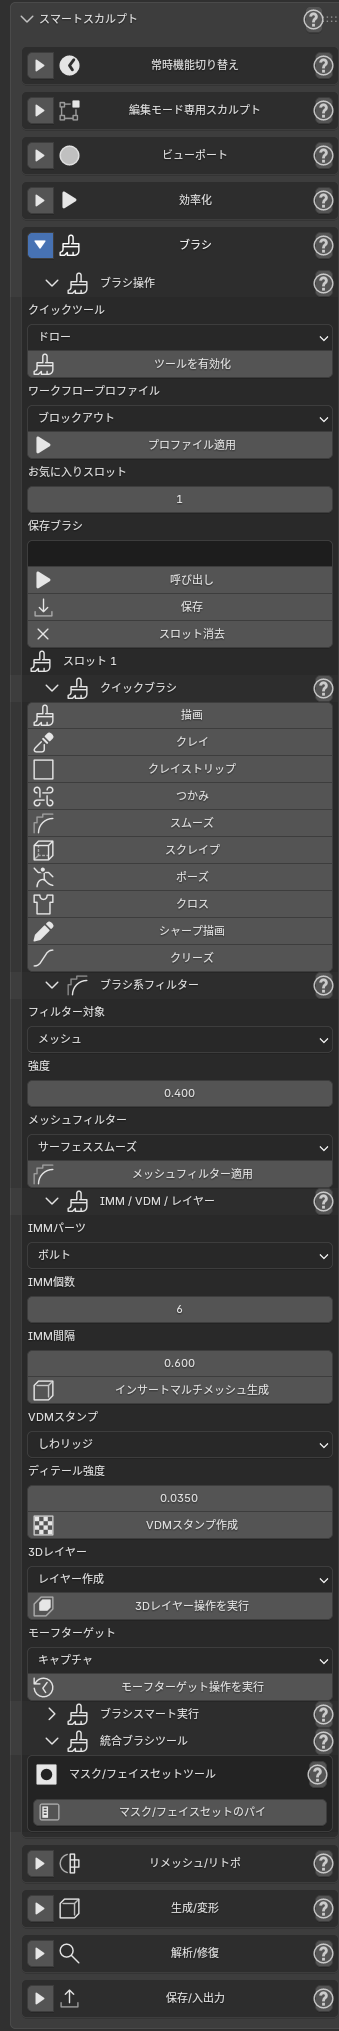 スマートスカルプト
常時機能切り替え
編集モード専用スカルプト
ビューポート
効率化
ブラシ
ブラシ操作
クイックツール
ドロー
ツールを有効化
ワークフロープロファイル
ブロックアウト
プロファイル適用
お気に入りスロット
1
保存ブラシ
呼び出し
保存
スロット消去
スロット 1
クイックブラシ
描画
クレイ
クレイストリップ
つかみ
スムーズ
スクレイプ
ポーズ
クロス
シャープ描画
クリーズ
ブラシ系フィルター
フィルター対象
メッシュ
強度
0.400
メッシュフィルター
サーフェススムーズ
メッシュフィルター適用
IMM / VDM / レイヤー
IMMパーツ
ボルト
IMM個数
6
IMM間隔
0.600
インサートマルチメッシュ生成
VDMスタンプ
しわリッジ
ディテール強度
0.0350
VDMスタンプ作成
3Dレイヤー
レイヤー作成
3Dレイヤー操作を実行
モーフターゲット
キャプチャ
モーフターゲット操作を実行
ブラシスマート実行
統合ブラシツール
マスク/フェイスセットツール
マスク/フェイスセットのパイ
リメッシュ/リトポ
生成/変形
解析/修復
保存/入出力